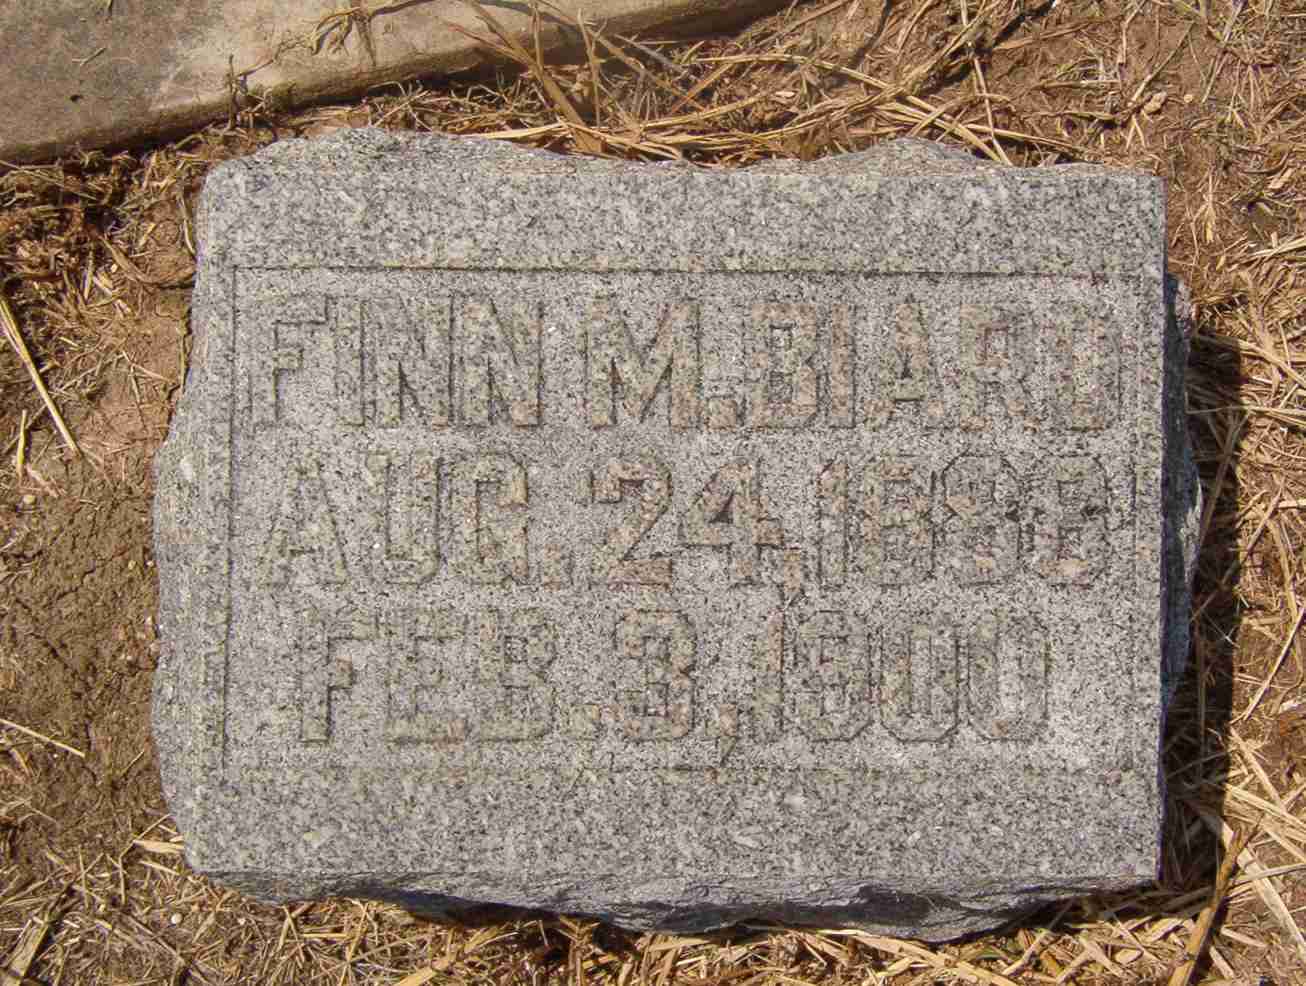 FINN M. BIARD
AUG. 24, 1898
FEB. 3, 1900